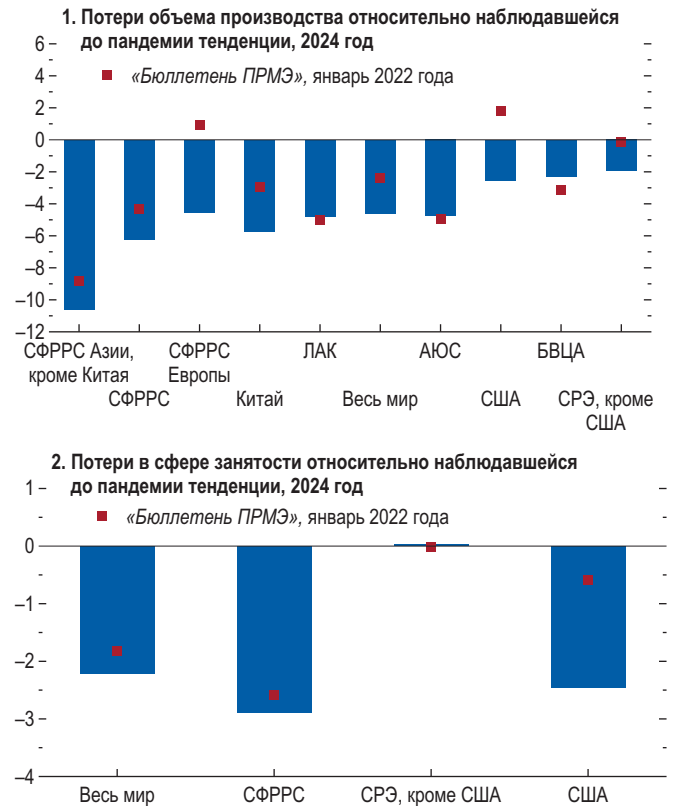 1. Потери объема производства относительно наблюдавшейся
до пандемии тенденции, 2024 год
«Бюллетень ПРМЭ», январь 2022 года
6
4
2
0
–2
–4
–6
–8
–10
–12
СФРРС Азии,
кроме Китая
СФРРС
СФРРС
Европы
Китай
ЛАК
Весь мир
АЮС
США
БВЦА
СРЭ, кроме
США
2. Потери в сфере занятости относительно наблюдавшейся
до пандемии тенденции, 2024 год
«Бюллетень ПРМЭ», январь 2022 года
1
0
–1
–2
–3
–4
Весь мир
СФРРС
СРЭ, кроме США
США